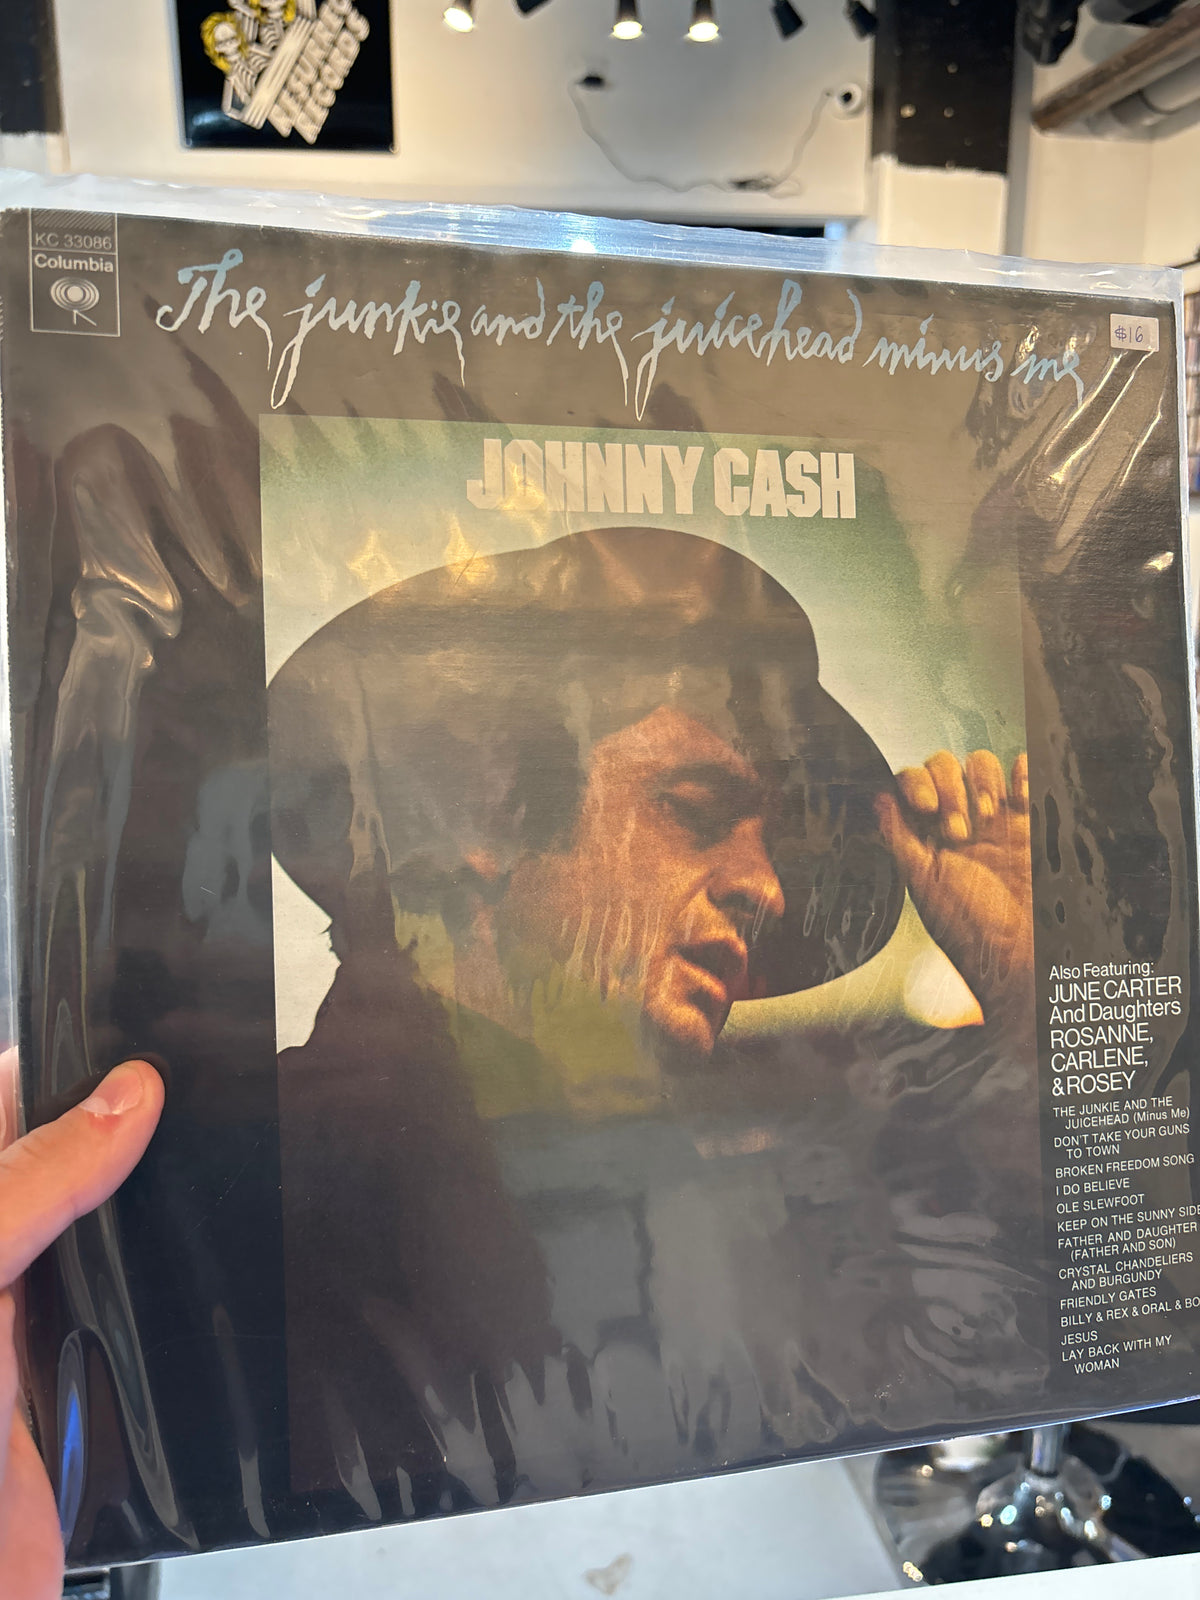 RECORDS
KC 33086
Columbia
The junkie and the juicehead minus me
$16
JOHNNY CASH
Also Featuring:
JUNE CARTER
And Daughters
ROSANNE,
CARLENE,
& ROSEY
THE JUNKIE AND THE
JUICEHEAD (Minus Me)
DON'T TAKE YOUR GUNS
TO TOWN
BROKEN FREEDOM SONG
I DO BELIEVE
OLE SLEWFOOT
KEEP ON THE SUNNY SIDE
FATHER AND DAUGHTER
(FATHER AND SON)
CRYSTAL CHANDELIERS
AND BURGUNDY
FRIENDLY GATES
BILLY & REX & ORAL & BO
JESUS
LAY BACK WITH MY
WOMAN